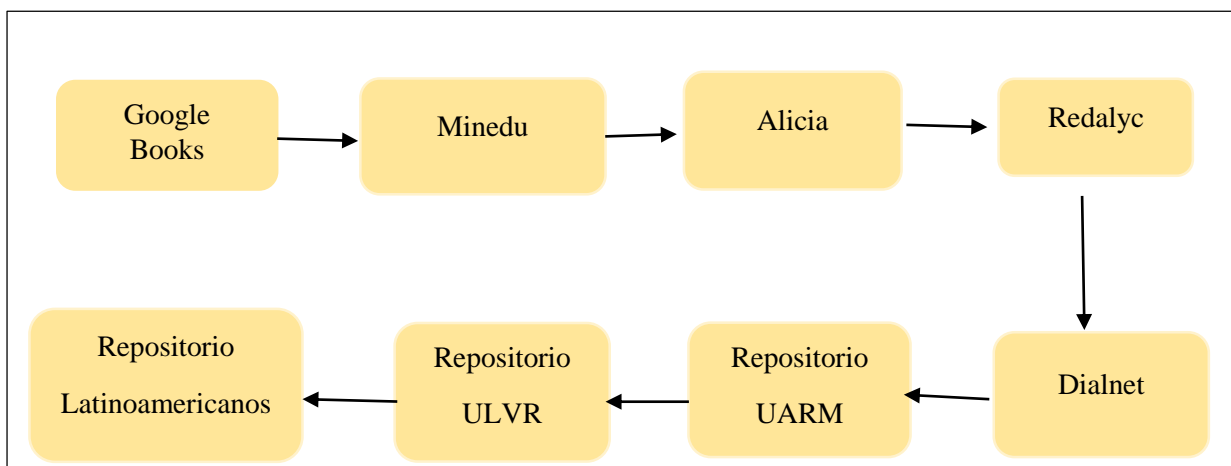 Google
Books
Minedu
Alicia
Redalyc
Dialnet
Repositorio
UARM
Repositorio
ULVR
Repositorio
Latinoamericanos